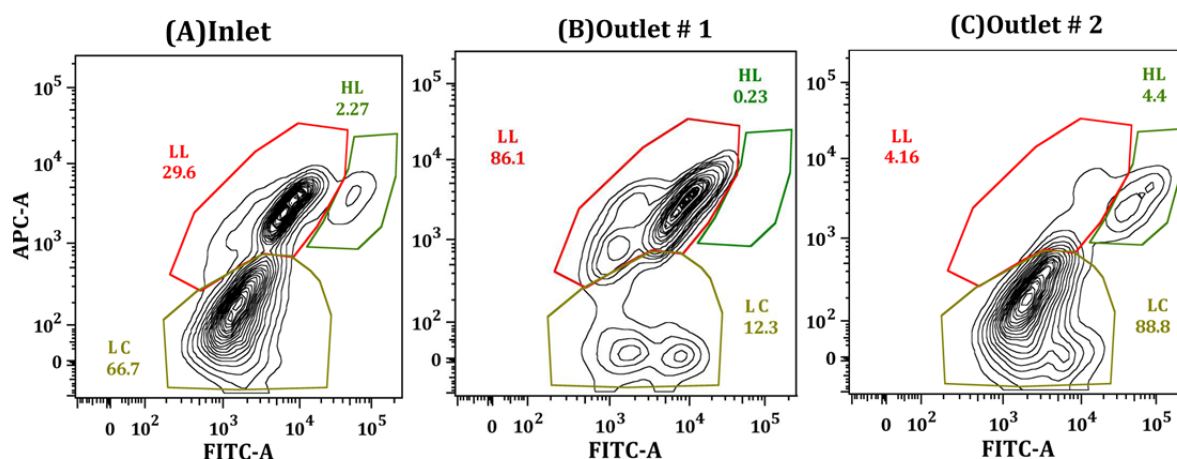 (A)Inlet
(B)Outlet # 1
(C)Outlet # 2
APC-A
10^5
10^4
10^3
10^2
0
LL
29.6
HL
2.27
LC
66.7
0 10^2 10^3 10^4 10^5
FITC-A
10^5
10^4
10^3
10^2
0
LL
86.1
HL
0.23
LC
12.3
0 10^2 10^3 10^4 10^5
FITC-A
10^5
10^4
10^3
10^2
0
LL
4.16
HL
4.4
LC
88.8
0 10^2 10^3 10^4 10^5
FITC-A